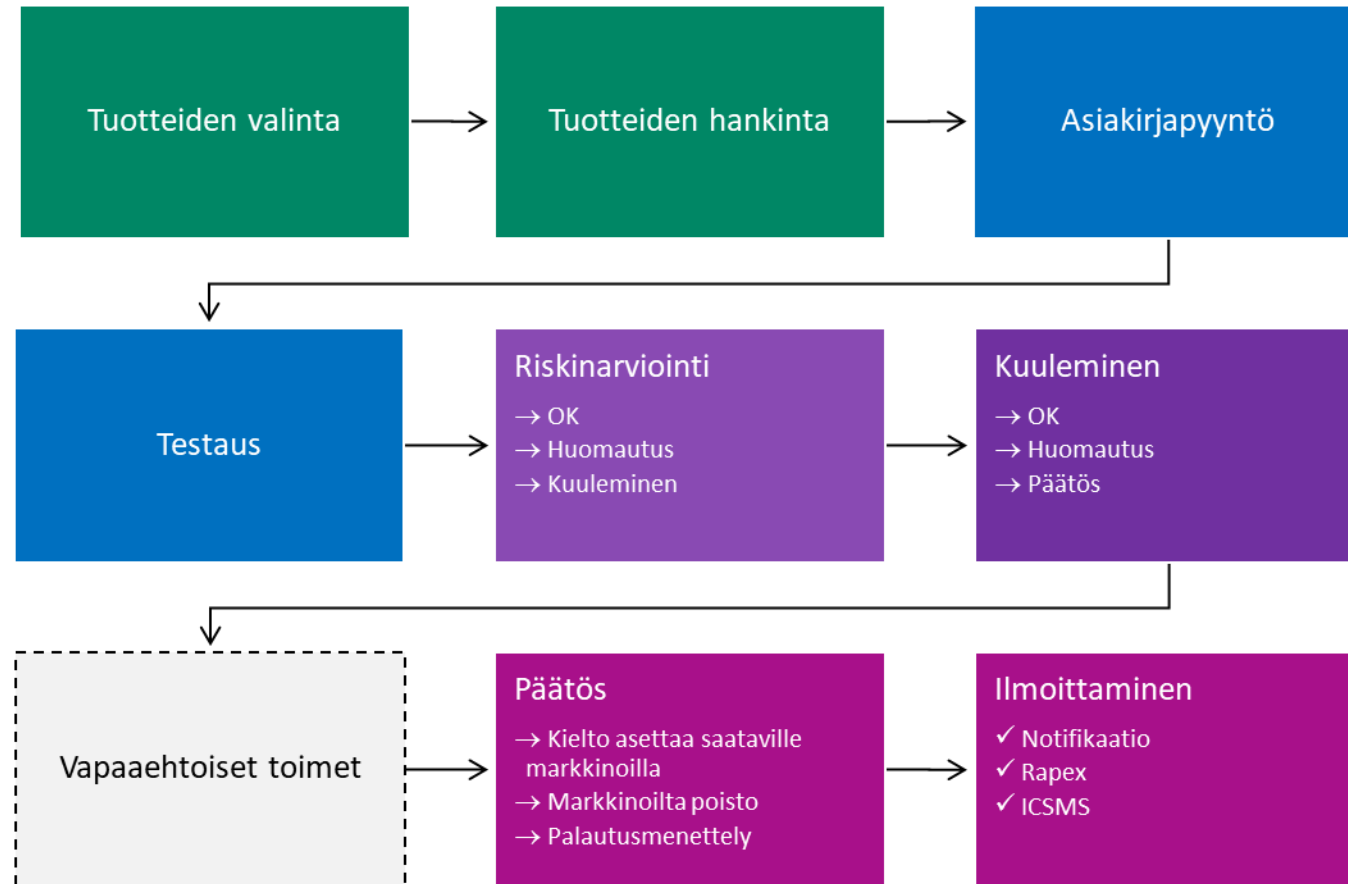 Tuotteiden valinta
Tuotteiden hankinta
Asiakirjapyyntö
Testaus
Riskinarviointi
→ OK
→ Huomautus
→ Kuuleminen
Kuuleminen
→ OK
→ Huomautus
→ Päätös
Vapaaehtoiset toimet
Päätös
→ Kielto asettaa saataville
markkinoilla
→ Markkinoilta poisto
→ Palautusmenettely
Ilmoittaminen
✓ Notifikaatio
✓ Rapex
✓ ICSMS